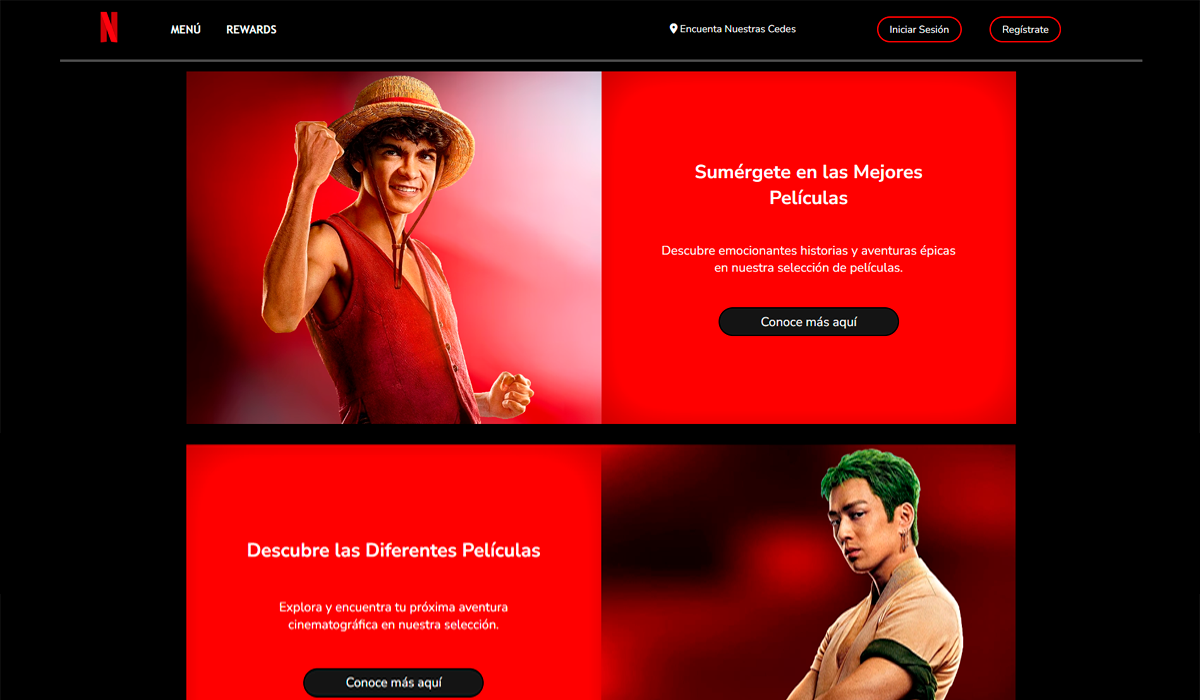 N
MENÚ
REWARDS
Encuenta Nuestras Cedes
Iniciar Sesión
Regístrate
Sumérgete en las Mejores
Películas
Descubre emocionantes historias y aventuras épicas
en nuestra selección de películas.
Conoce más aquí
Descubre las Diferentes Películas
Explora y encuentra tu próxima aventura
cinematográfica en nuestra selección.
Conoce más aquí